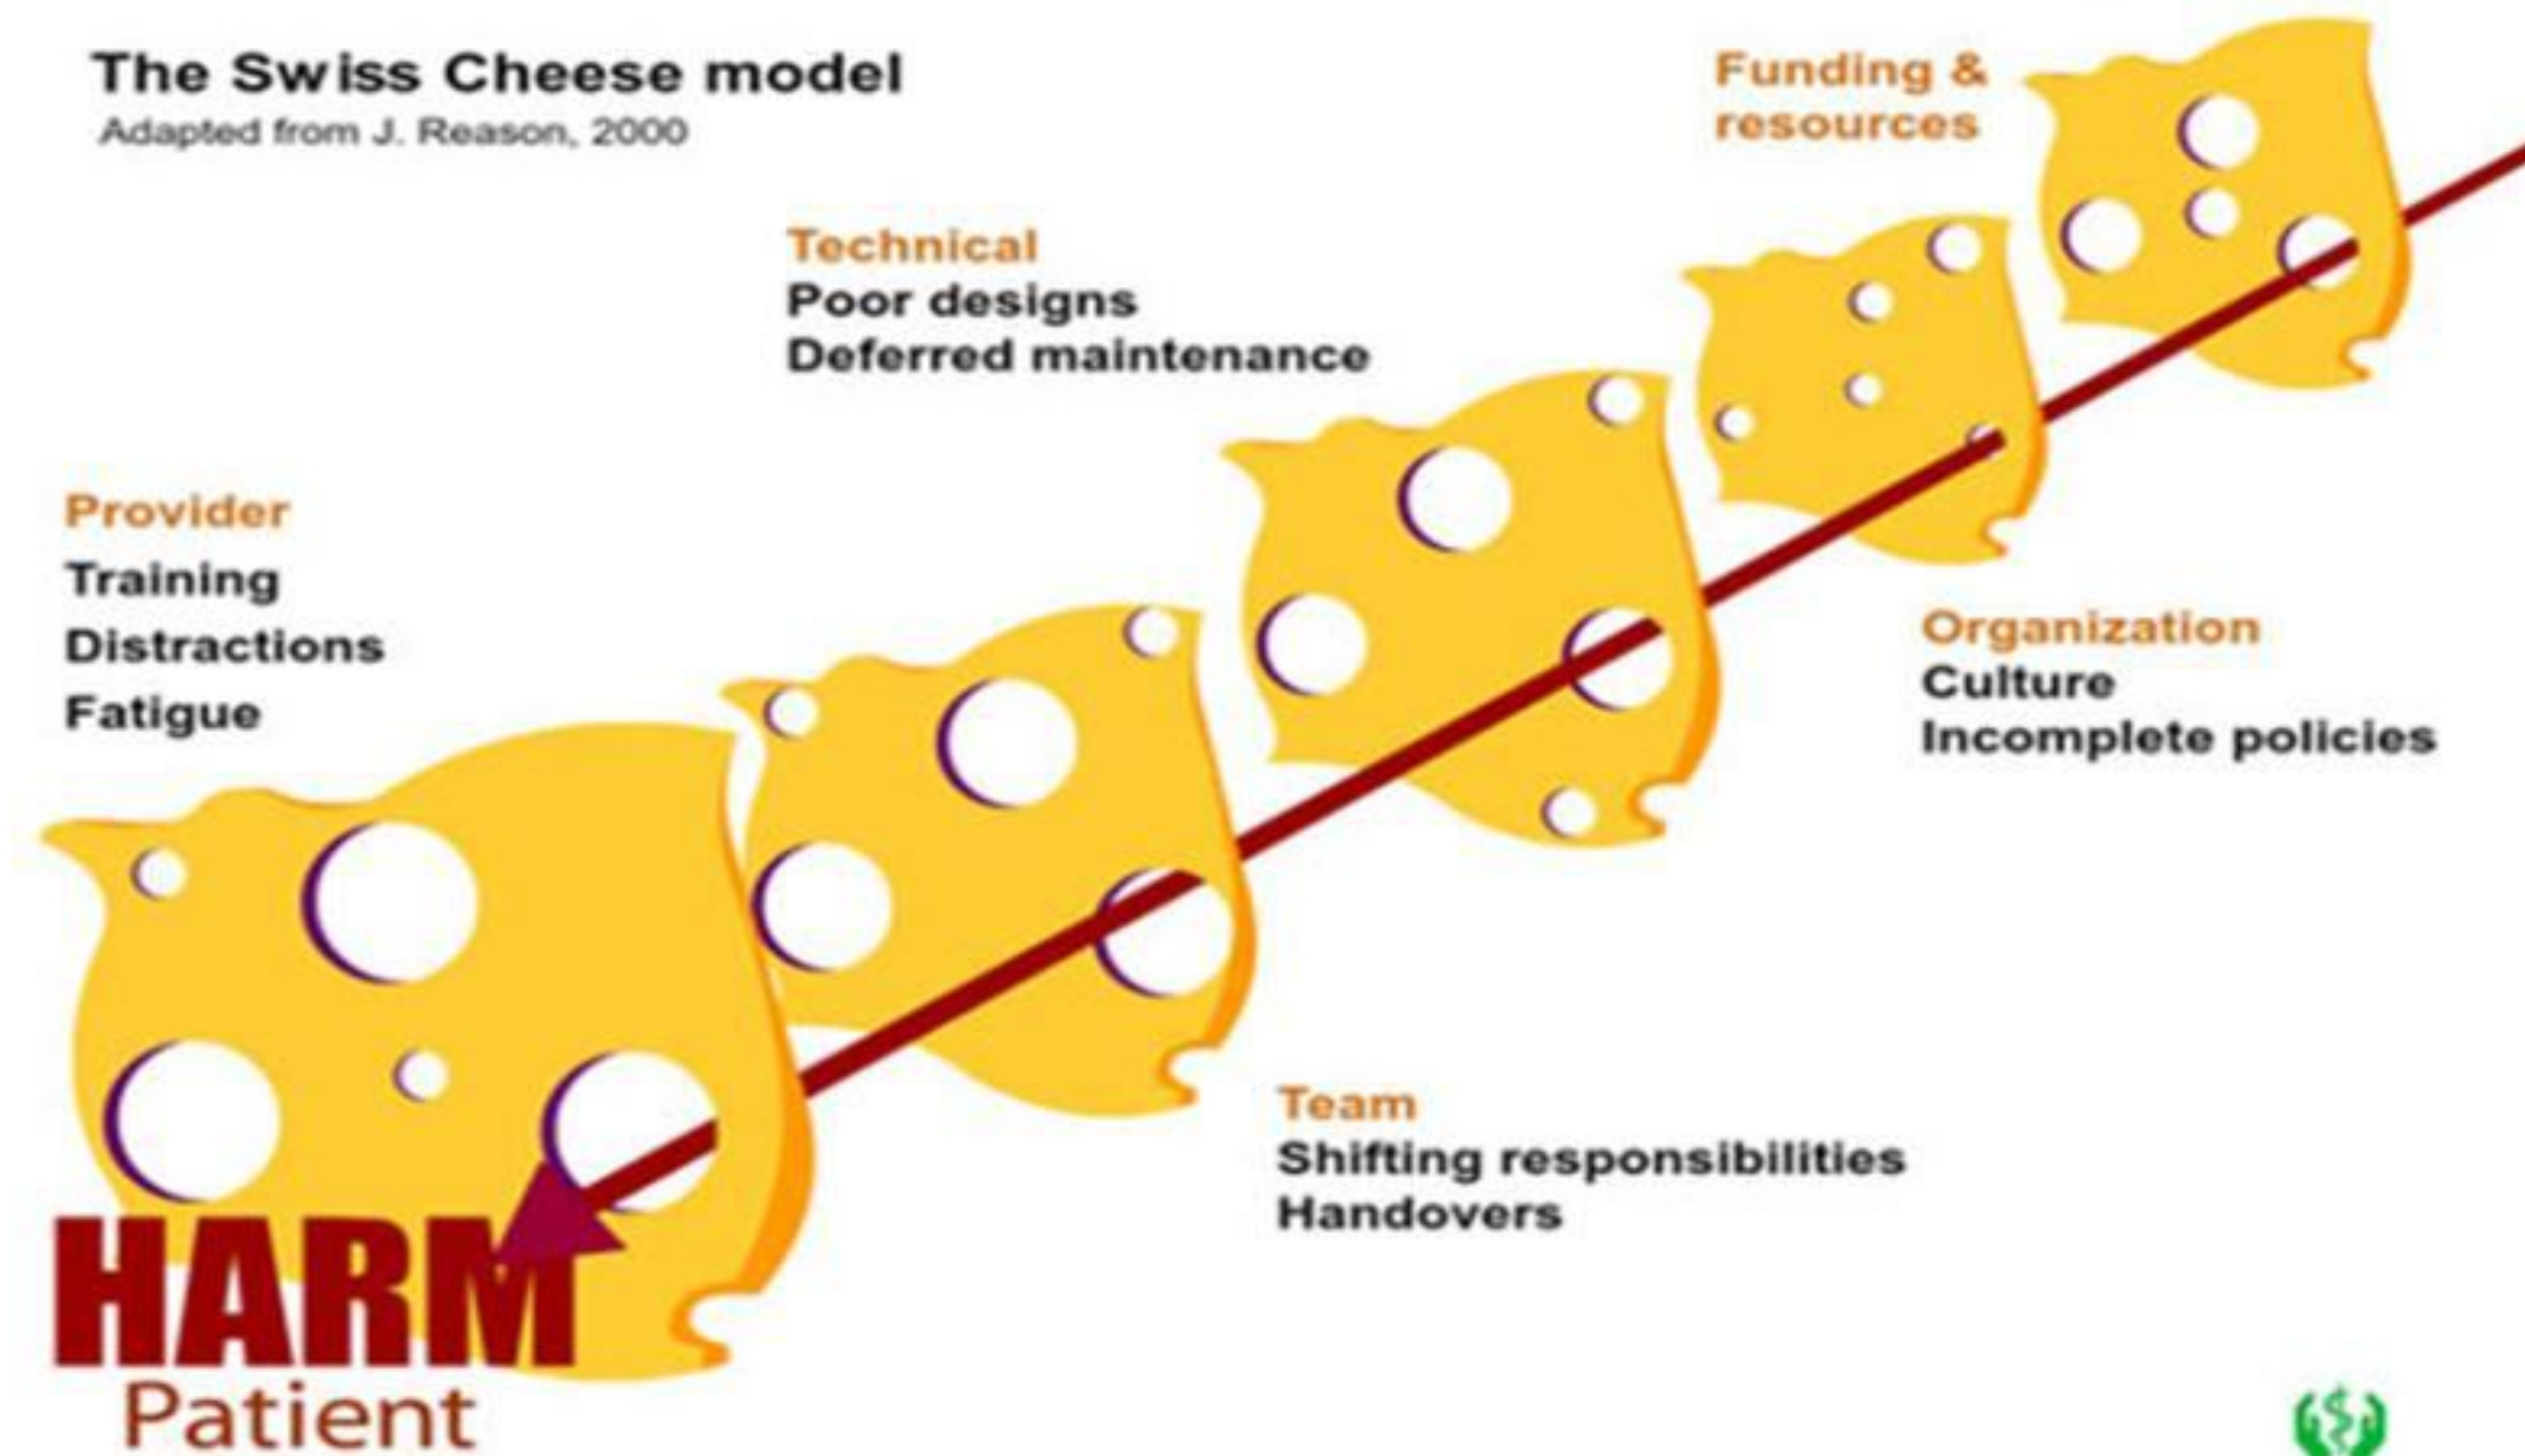 The Swiss Cheese model
Adapted from J. Reason, 2000
Funding &
resources
Technical
Poor designs
Deferred maintenance
Provider
Training
Distractions
Fatigue
Organization
Culture
Incomplete policies
Team
Shifting responsibilities
Handovers
HARM
Patient